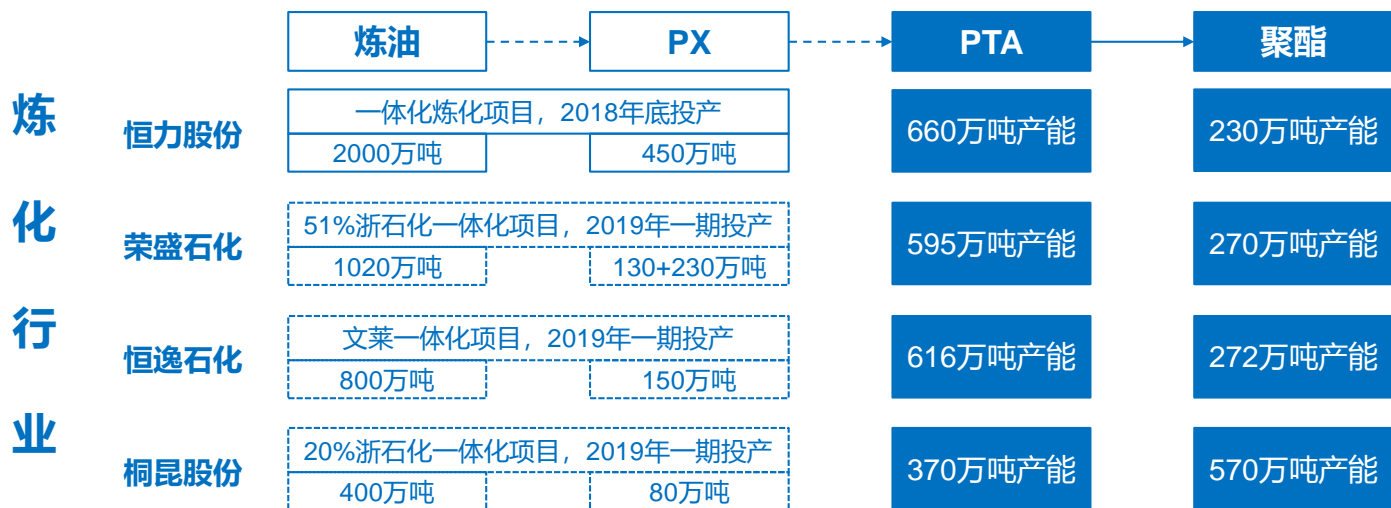 炼油
PX
PTA
聚酯
炼化行业
恒力股份
一体化炼化项目，2018年底投产
2000万吨
450万吨
660万吨产能
230万吨产能
荣盛石化
51%浙石化一体化项目，2019年一期投产
1020万吨
130+230万吨
595万吨产能
270万吨产能
恒逸石化
文莱一体化项目，2019年一期投产
800万吨
150万吨
616万吨产能
272万吨产能
桐昆股份
20%浙石化一体化项目，2019年一期投产
400万吨
80万吨
370万吨产能
570万吨产能